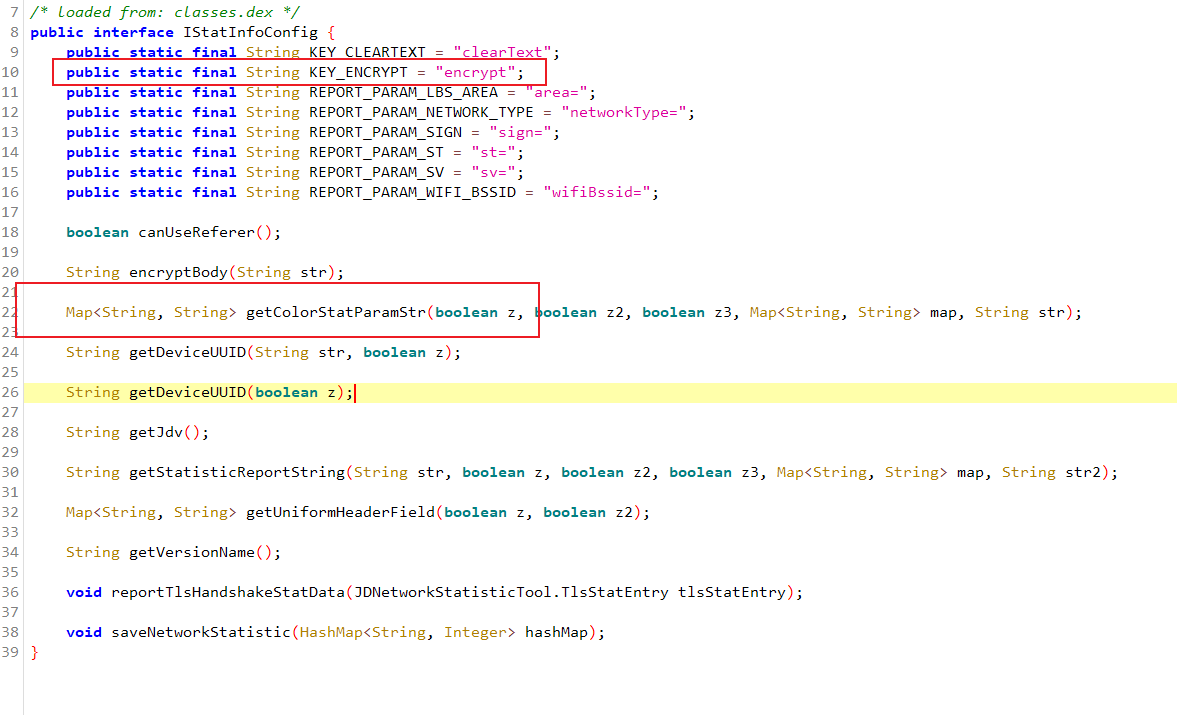 7 /* loaded from: classes.dex */
8 public interface IStatInfoConfig {
9 public static final String KEY_CLEARTEXT = "clearText";
10 public static final String KEY_ENCRYPT = "encrypt";
11 public static final String REPORT_PARAM_LBS_AREA = "area=";
12 public static final String REPORT_PARAM_NETWORK_TYPE = "networkType=";
13 public static final String REPORT_PARAM_SIGN = "sign=";
14 public static final String REPORT_PARAM_ST = "st=";
15 public static final String REPORT_PARAM_SV = "sv=";
16 public static final String REPORT_PARAM_WIFI_BSSID = "wifiBssid=";
17
18 boolean canUseReferer();
19
20 String encryptBody(String str);
21
22 Map<String, String> getColorStatParamStr(boolean z, boolean z2, boolean z3, Map<String, String> map, String str);
23
24 String getDeviceUUID(String str, boolean z);
25
26 String getDeviceUUID(boolean z);
27
28 String getJdv();
29
30 String getStatisticReportString(String str, boolean z, boolean z2, boolean z3, Map<String, String> map, String str2);
31
32 Map<String, String> getUniformHeaderField(boolean z, boolean z2);
33
34 String getVersionName();
35
36 void reportTlsHandshakeStatData(JDNetworkStatisticTool.TlsStatEntry tlsStatEntry);
37
38 void saveNetworkStatistic(HashMap<String, Integer> hashMap);
39 }